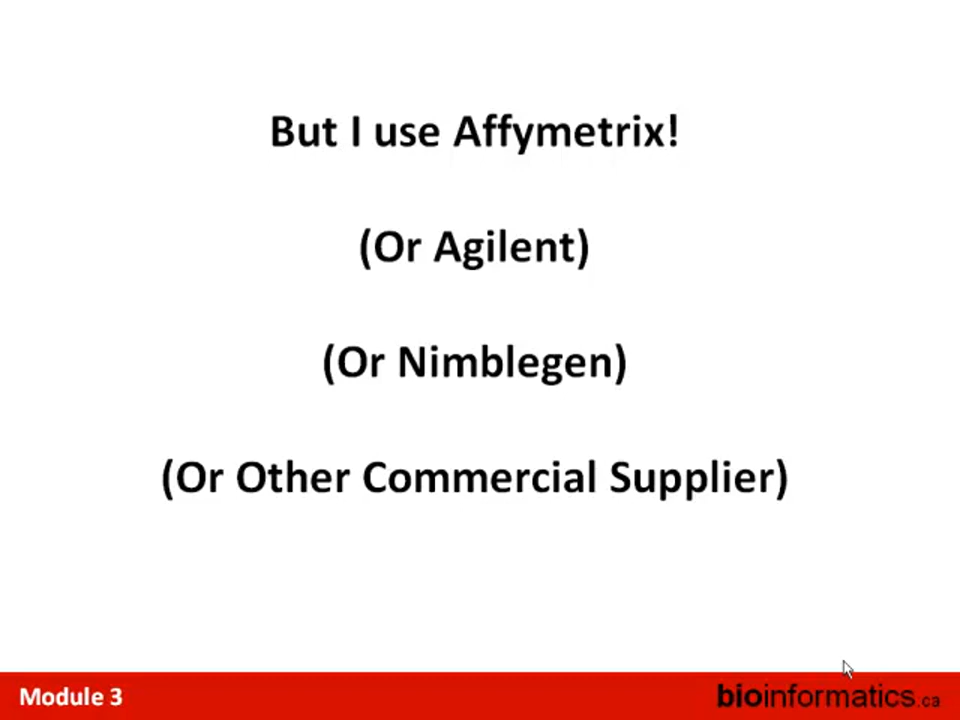 But I use Affymetrix!
(Or Agilent)
(Or Nimblegen)
(Or Other Commercial Supplier)
Module 3
bioinformatics.ca